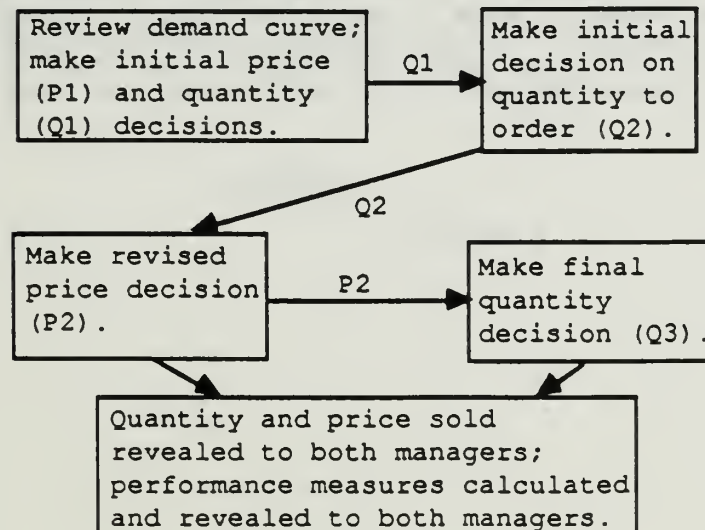 Review demand curve;
make initial price
(P1) and quantity
(Q1) decisions.
Q1
Make initial
decision on
quantity to
order (Q2).
Q2
Make revised
price decision
(P2).
P2
Make final
quantity
decision (Q3).
Quantity and price sold
revealed to both managers;
performance measures calculated
and revealed to both managers.